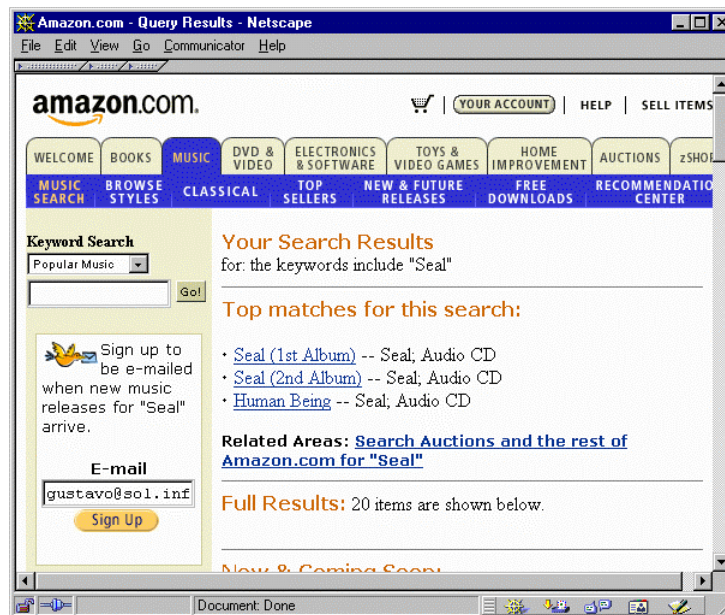 Amazon.com - Query Results - Netscape
File Edit View Go Communicator Help
amazon.com.
YOUR ACCOUNT | HELP | SELL ITEMS
WELCOME BOOKS MUSIC DVD & VIDEO ELECTRONICS & SOFTWARE TOYS & VIDEO GAMES HOME IMPROVEMENT AUCTIONS
MUSIC SEARCH BROWSE STYLES CLASSICAL TOP SELLERS NEW & FUTURE RELEASES FREE DOWNLOADS CENTER
Keyword Search
Popular Music
Go!
Sign up to
be e-mailed
when new music
releases for "Seal"
arrive.
E-mail
gustavo@sol.inf
Sign Up
Your Search Results
for: the keywords include "Seal"
Top matches for this search:
· Seal (1st Album) -- Seal; Audio CD
· Seal (2nd Album) -- Seal; Audio CD
· Human Being -- Seal; Audio CD
Related Areas: Search Auctions and the rest of
Amazon.com for "Seal"
Full Results: 20 items are shown below.
Now & Coming Soon:
Document: Done